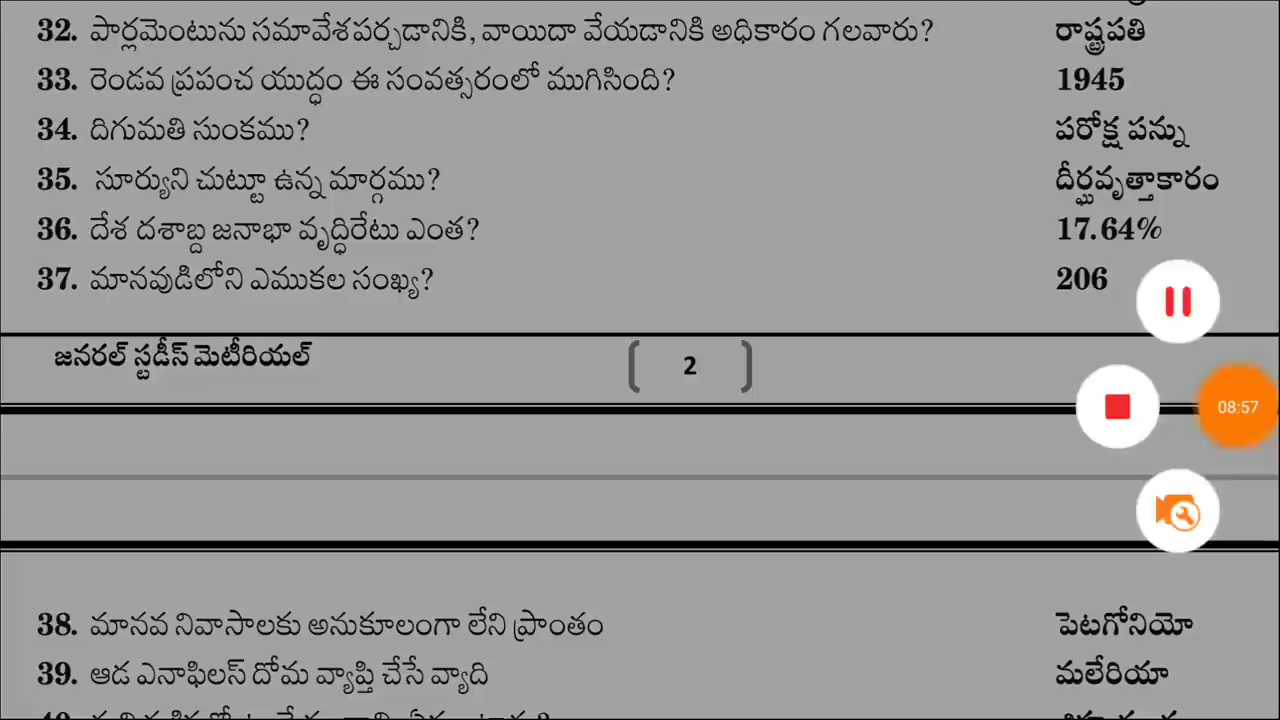 32. పార్లమెంటును సమావేశపర్చడానికి, వాయిదా వేయడానికి అధికారం గలవారు? రాష్ట్రపతి
33. రెండవ ప్రపంచ యుద్ధం ఈ సంవత్సరంలో ముగిసింది? 1945
34. దిగుమతి సుంకము? పరోక్ష పన్ను
35. సూర్యుని చుట్టూ ఉన్న మార్గము? దీర్ఘవృత్తాకారం
36. దేశ దశాబ్ద జనాభా వృద్ధిరేటు ఎంత? 17.64%
37. మానవుడిలోని ఎముకల సంఖ్య? 206
జనరల్ స్టడీస్ మెటీరియల్ [ 2 ]
08:57
38. మానవ నివాసాలకు అనుకూలంగా లేని ప్రాంతం పెటగోనియో
39. ఆడ ఎనాఫిలస్ దోమ వ్యాప్తి చేసే వ్యాది మలేరియా